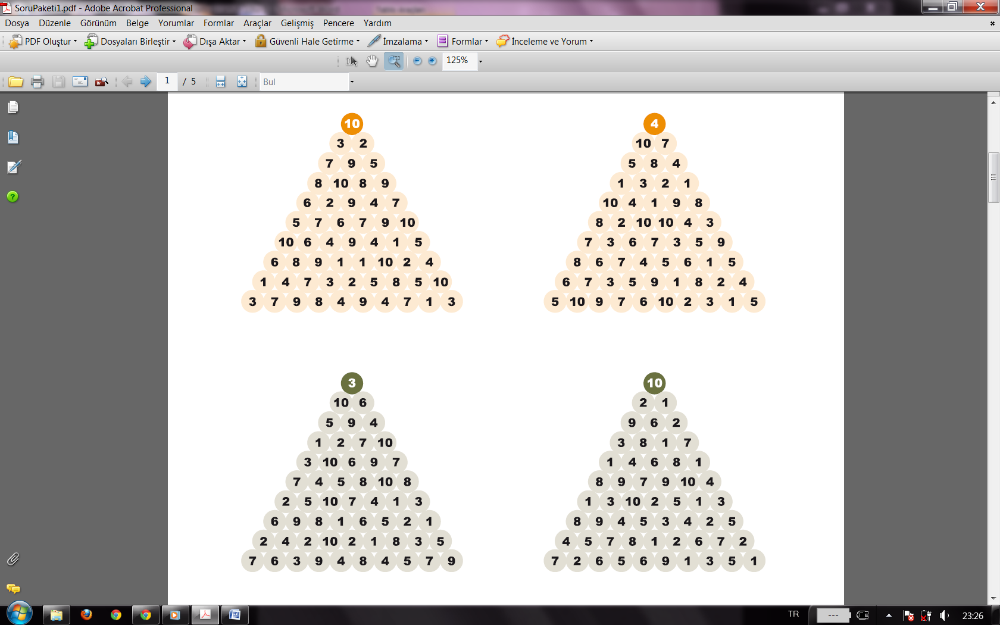 SoruPaketi1.pdf - Adobe Acrobat Professional
Dosya Düzenle Görünüm Belge Yorumlar Formlar Araçlar Gelişmiş Pencere Yardım
PDF Oluştur Dosyaları Birleştir Dışa Aktar Güvenli Hale Getirme İmzalama Formlar İnceleme ve Yorum
125%
1 / 5 Bul
10
3 2
7 9 5
8 10 8 9
6 2 9 4 7
5 7 6 7 9 10
10 6 4 9 4 1 5
6 8 9 1 1 10 2 4
1 4 7 3 2 5 8 5 10
3 7 9 8 4 9 4 7 1 3
4
10 7
5 8 4
1 3 2 1
10 4 1 9 8
8 2 10 10 4 3
7 3 6 7 3 5 9
8 6 7 4 5 6 1 5
6 7 3 5 9 1 8 2 4
5 10 9 7 6 10 2 3 1 5
3
10 6
5 9 4
1 2 7 10
3 10 6 9 7
7 4 5 8 10 8
2 5 10 7 4 1 3
6 9 8 1 6 5 2 1
2 4 2 10 2 1 8 3 5
7 6 3 9 4 8 4 5 7 9
10
2 1
9 6 2
3 8 1 7
1 4 6 8 1
8 9 7 9 10 4
1 3 10 2 5 1 3
8 9 4 5 3 4 2 5
4 5 7 8 1 2 6 7 2
7 2 6 5 6 9 1 3 5 1
TR --- 23:26